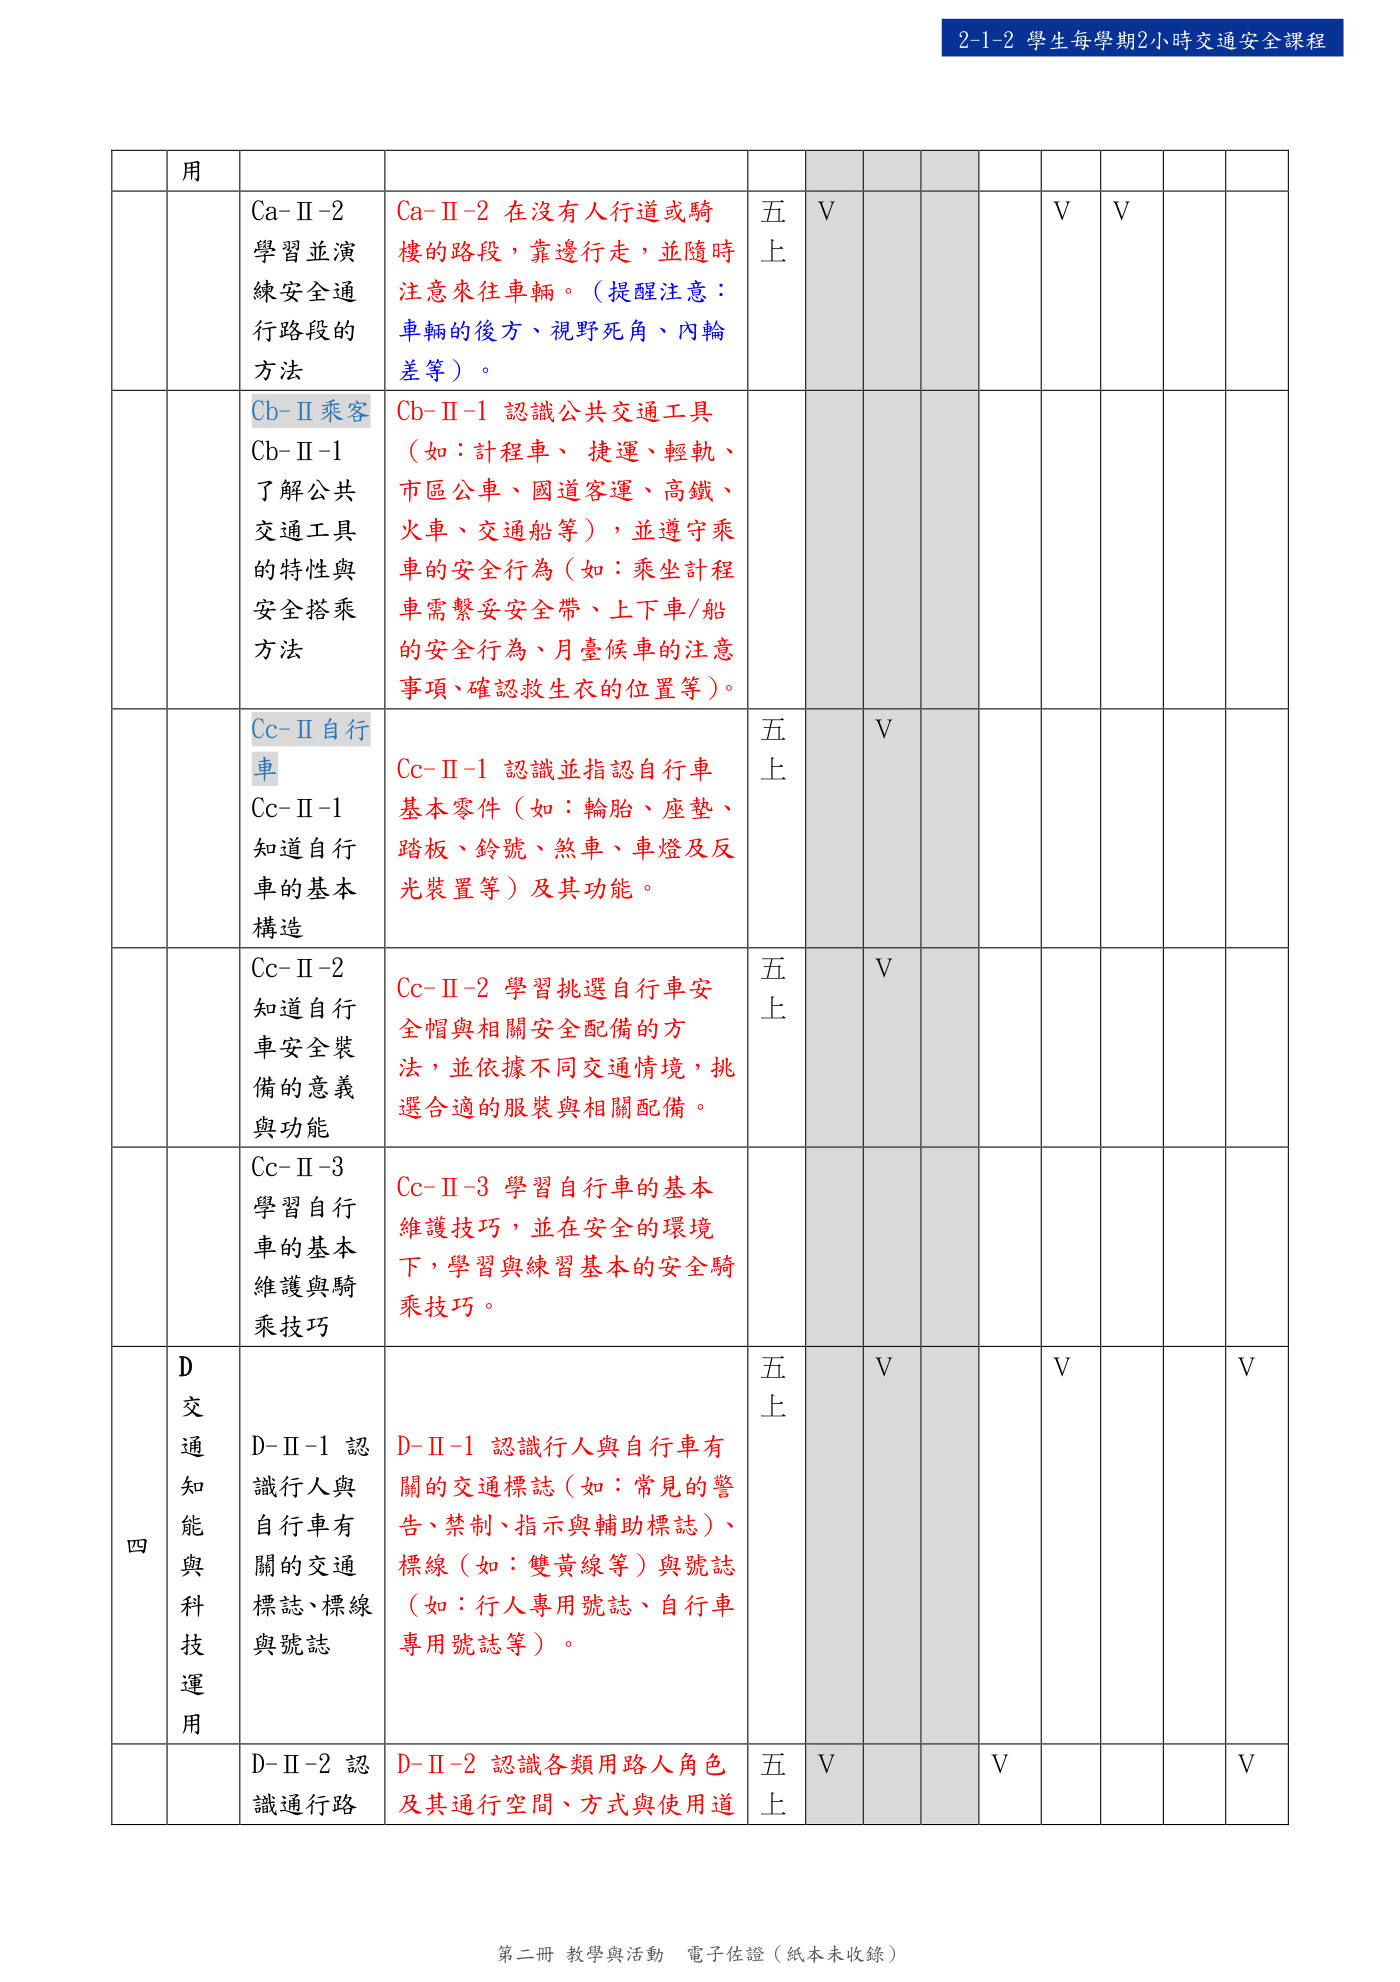 2-1-2 學生每學期2小時交通安全課程
用
Ca-Ⅱ-2
學習並演
練安全通
行路段的
方法
Ca-Ⅱ-2 在沒有人行道或騎
樓的路段，靠邊行走，並隨時
注意來往車輛。（提醒注意：
車輛的後方、視野死角、內輪
差等）。
五
上
V
V
V
Cb-Ⅱ乘客
Cb-Ⅱ-1
了解公共
交通工具
的特性與
安全搭乘
方法
Cb-Ⅱ-1 認識公共交通工具
（如：計程車、 捷運、輕軌、
市區公車、國道客運、高鐵、
火車、交通船等），並遵守乘
車的安全行為（如：乘坐計程
車需繫妥安全帶、上下車/船
的安全行為、月臺候車的注意
事項、確認救生衣的位置等）。
Cc-Ⅱ自行
車
Cc-Ⅱ-1
知道自行
車的基本
構造
Cc-Ⅱ-1 認識並指認自行車
基本零件（如：輪胎、座墊、
踏板、鈴號、煞車、車燈及反
光裝置等）及其功能。
五
上
V
Cc-Ⅱ-2
知道自行
車安全裝
備的意義
與功能
Cc-Ⅱ-2 學習挑選自行車安
全帽與相關安全配備的方
法，並依據不同交通情境，挑
選合適的服裝與相關配備。
五
上
V
Cc-Ⅱ-3
學習自行
車的基本
維護與騎
乘技巧
Cc-Ⅱ-3 學習自行車的基本
維護技巧，並在安全的環境
下，學習與練習基本的安全騎
乘技巧。
四
D
交
通
知
能
與
科
技
運
用
D-Ⅱ-1 認
識行人與
自行車有
關的交通
標誌、標線
與號誌
D-Ⅱ-1 認識行人與自行車有
關的交通標誌（如：常見的警
告、禁制、指示與輔助標誌）、
標線（如：雙黃線等）與號誌
（如：行人專用號誌、自行車
專用號誌等）。
五
上
V
V
V
D-Ⅱ-2 認
識通行路
D-Ⅱ-2 認識各類用路人角色
及其通行空間、方式與使用道
五
上
V
V
V
第二冊 教學與活動　電子佐證（紙本未收錄）